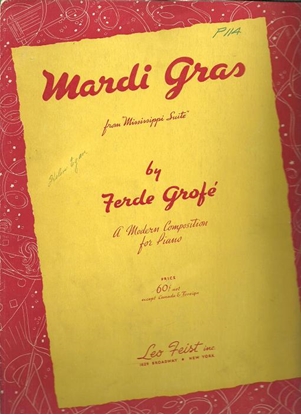 P114
Mardi Gras
from "Mississippi Suite"
by
Ferde Grofé
A Modern Composition
for Piano
PRICE
60¢ net
except Canada & Foreign
Leo Feist inc.
1629 BROADWAY, NEW YORK